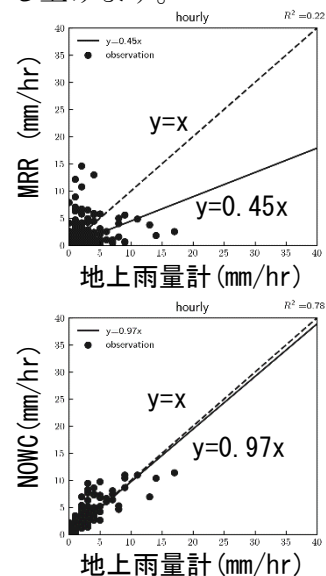 hourly
R² =0.22
y=0.45x
observation
MRR (mm/hr)
y=x
y=0.45x
40
35
30
25
20
15
10
5
0
0 5 10 15 20 25 30 35 40
地上雨量計(mm/hr)
hourly
R² =0.78
y=0.97x
observation
NOWC(mm/hr)
y=x
y=0.97x
40
35
30
25
20
15
10
5
0
0 5 10 15 20 25 30 35 40
地上雨量計(mm/hr)